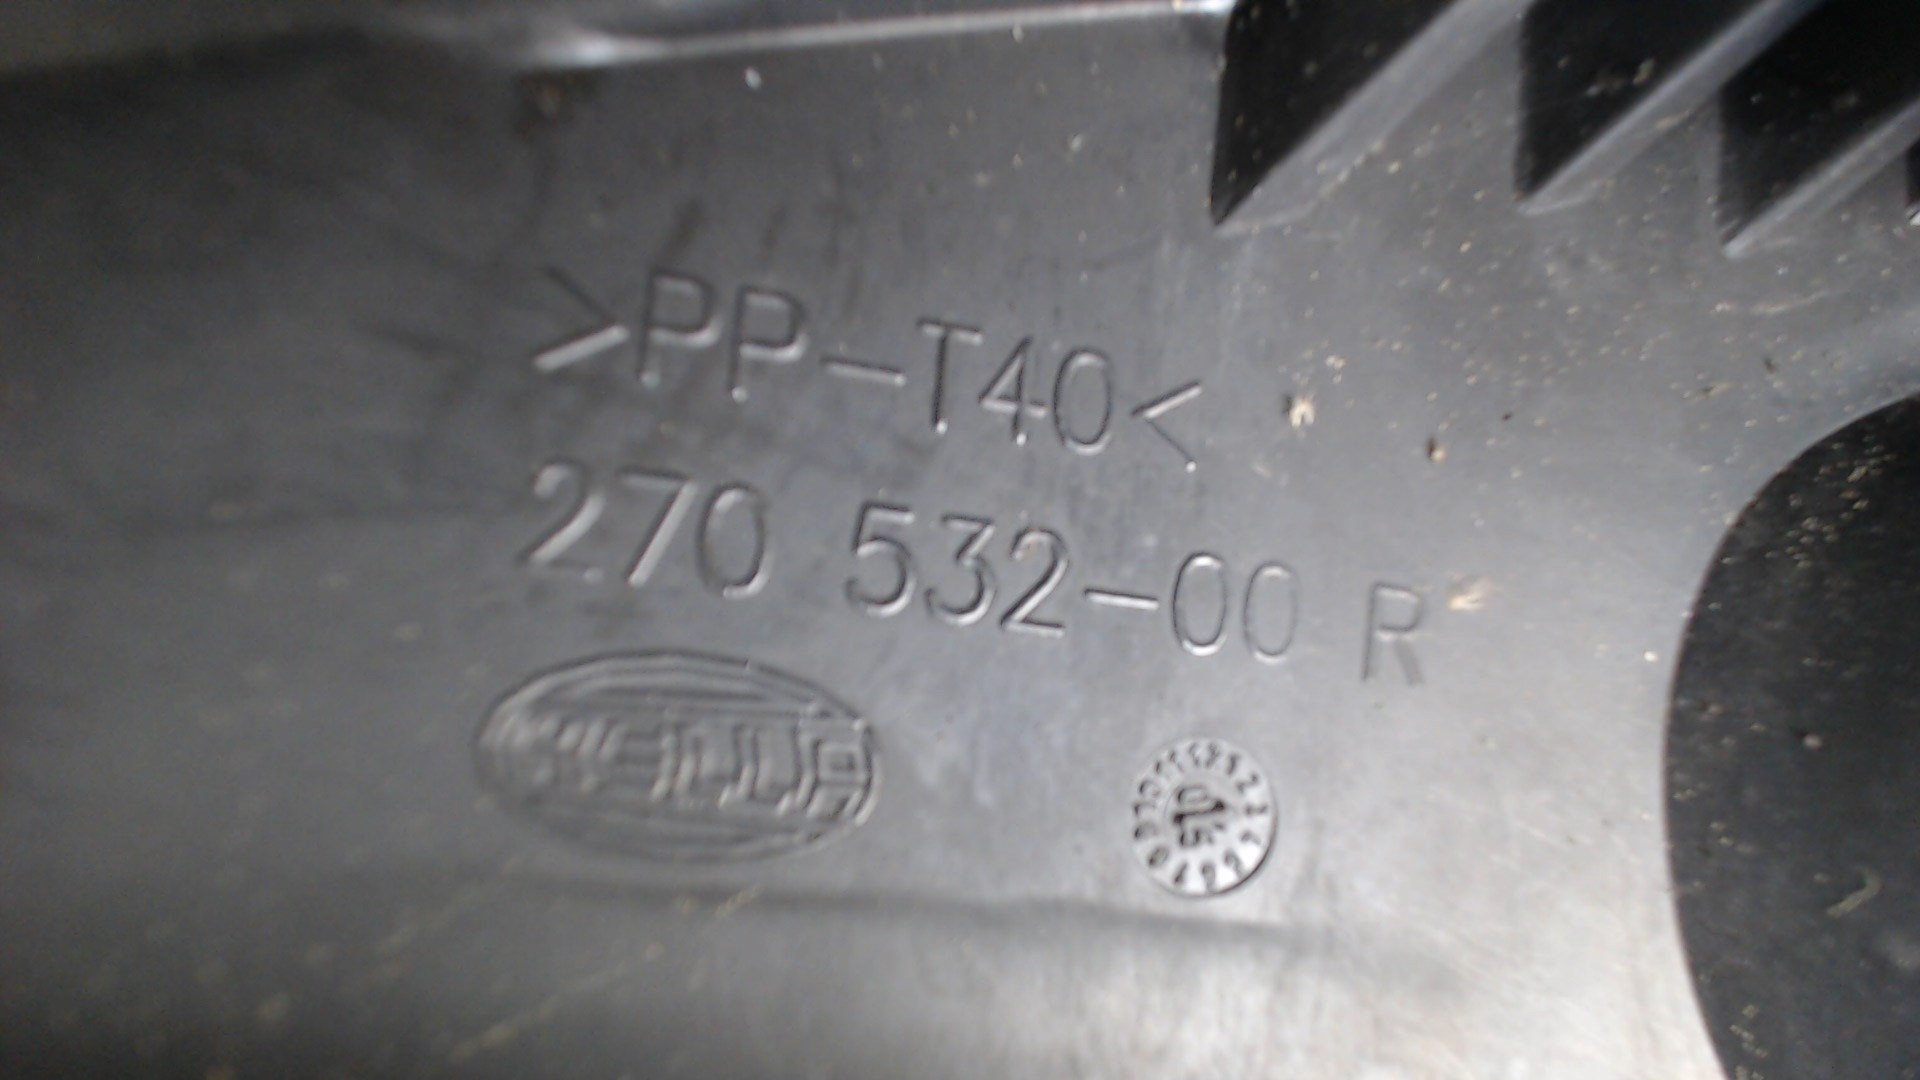 >PP-T40<
270 532-00 R
HELLA